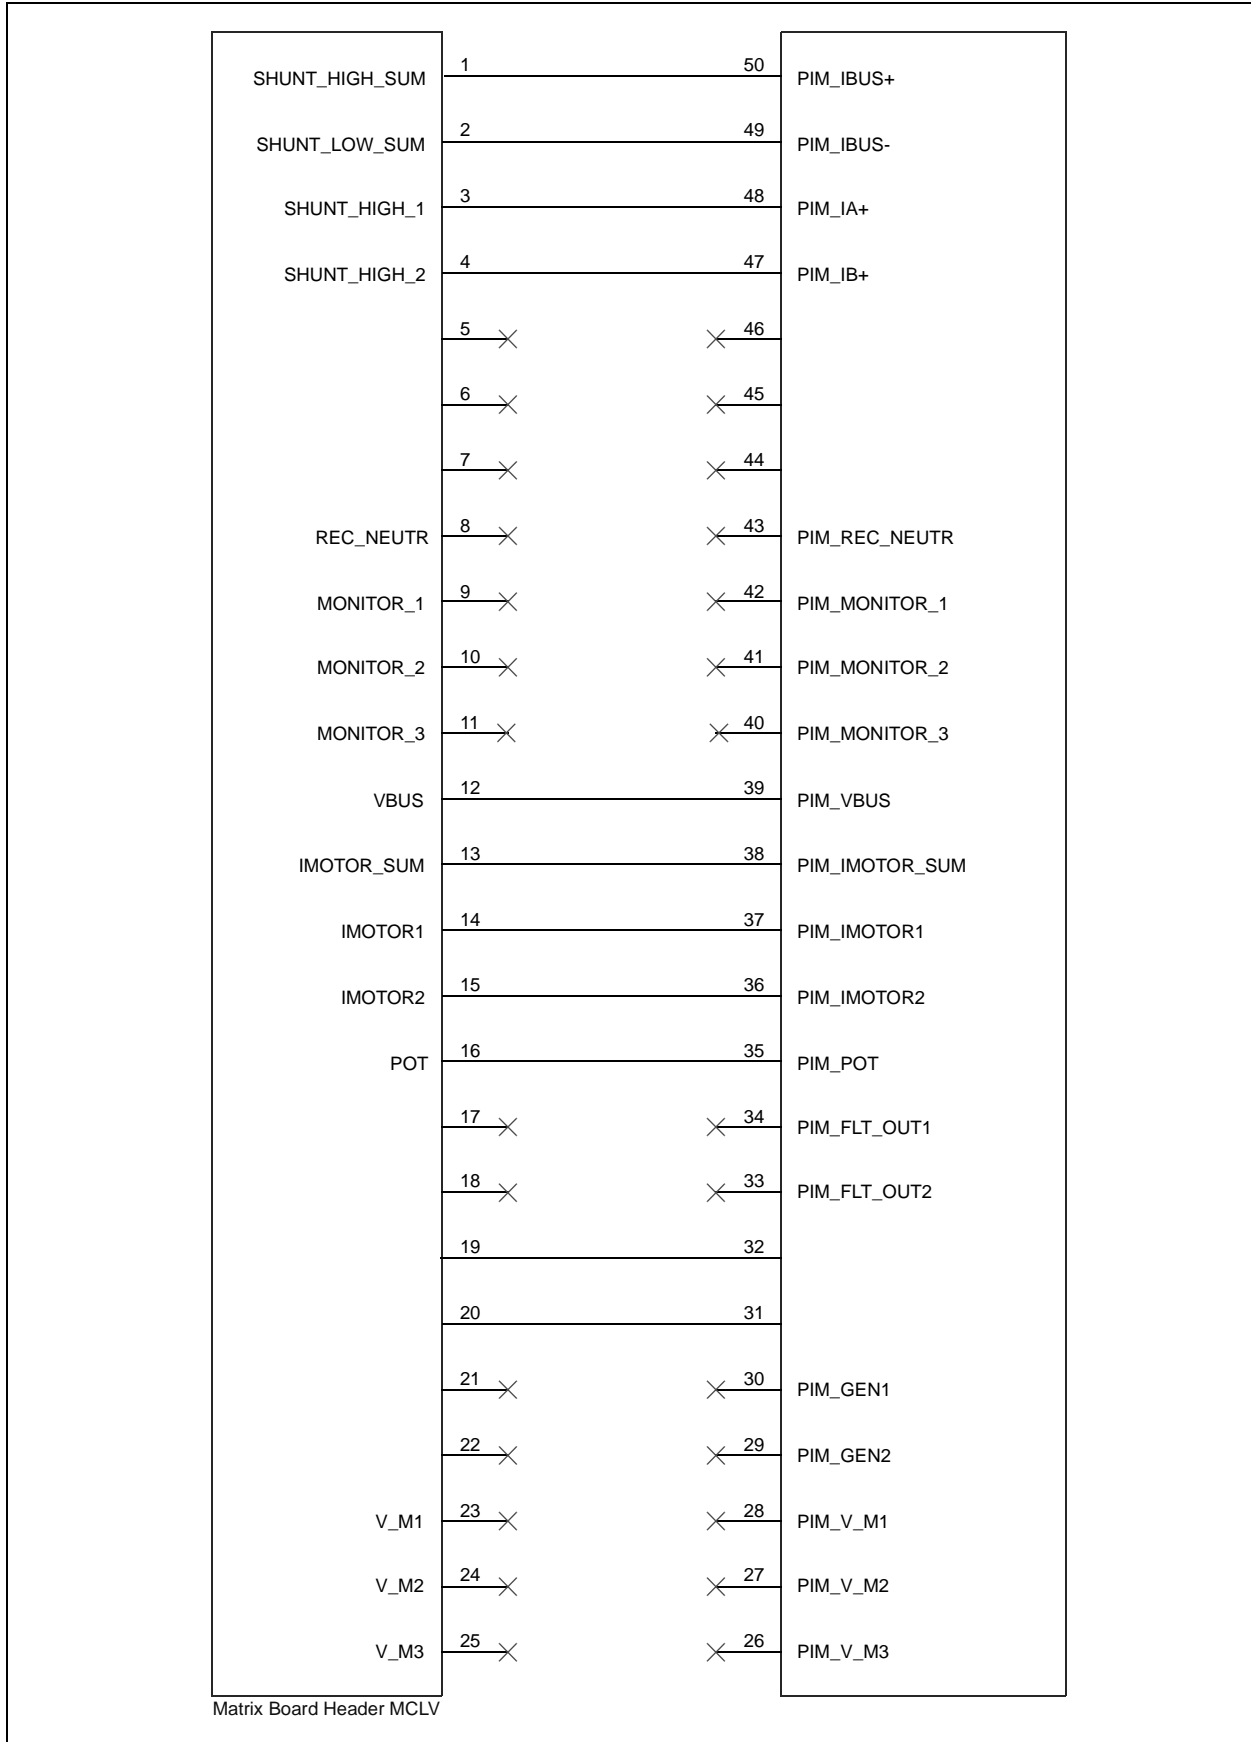 SHUNT_HIGH_SUM 1 50 PIM_IBUS+
SHUNT_LOW_SUM 2 49 PIM_IBUS-
SHUNT_HIGH_1 3 48 PIM_IA+
SHUNT_HIGH_2 4 47 PIM_IB+
5 46
6 45
7 44
REC_NEUTR 8 43 PIM_REC_NEUTR
MONITOR_1 9 42 PIM_MONITOR_1
MONITOR_2 10 41 PIM_MONITOR_2
MONITOR_3 11 40 PIM_MONITOR_3
VBUS 12 39 PIM_VBUS
IMOTOR_SUM 13 38 PIM_IMOTOR_SUM
IMOTOR1 14 37 PIM_IMOTOR1
IMOTOR2 15 36 PIM_IMOTOR2
POT 16 35 PIM_POT
17 34 PIM_FLT_OUT1
18 33 PIM_FLT_OUT2
19 32
20 31
21 30 PIM_GEN1
22 29 PIM_GEN2
V_M1 23 28 PIM_V_M1
V_M2 24 27 PIM_V_M2
V_M3 25 26 PIM_V_M3
Matrix Board Header MCLV